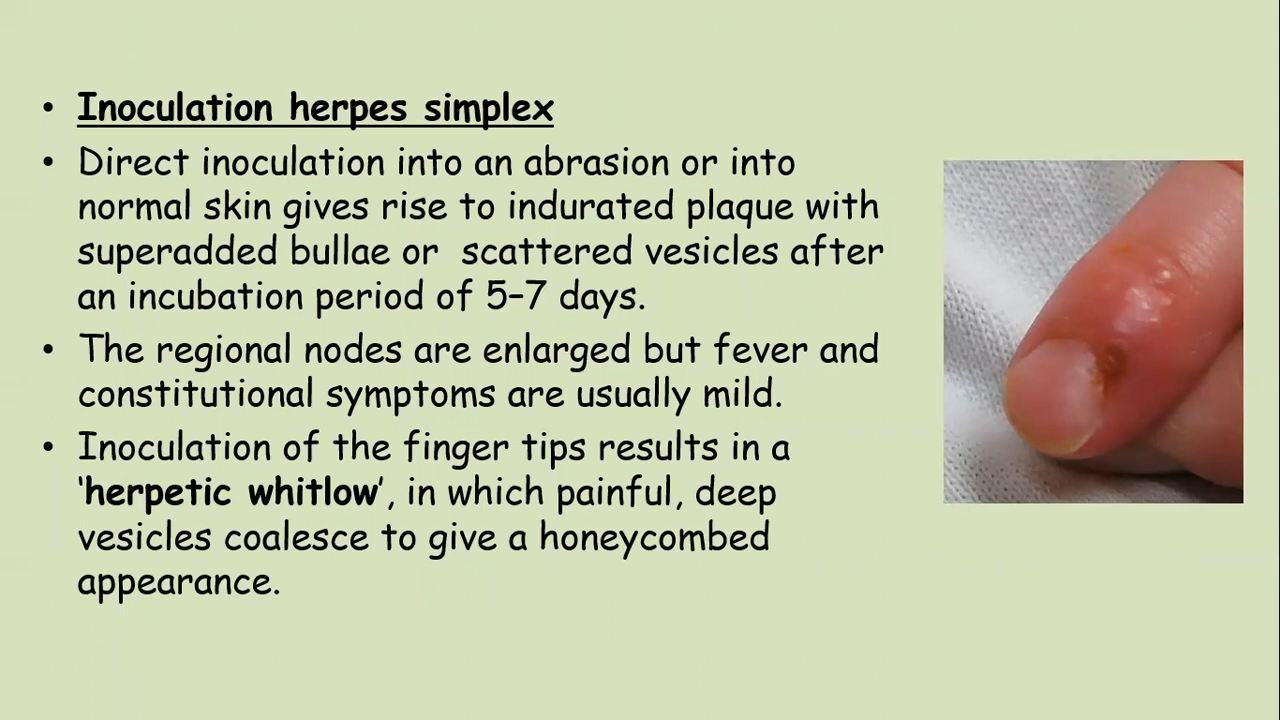 • Inoculation herpes simplex
• Direct inoculation into an abrasion or into
normal skin gives rise to indurated plaque with
superadded bullae or  scattered vesicles after
an incubation period of 5–7 days.
• The regional nodes are enlarged but fever and
constitutional symptoms are usually mild.
• Inoculation of the finger tips results in a
‘herpetic whitlow’, in which painful, deep
vesicles coalesce to give a honeycombed
appearance.